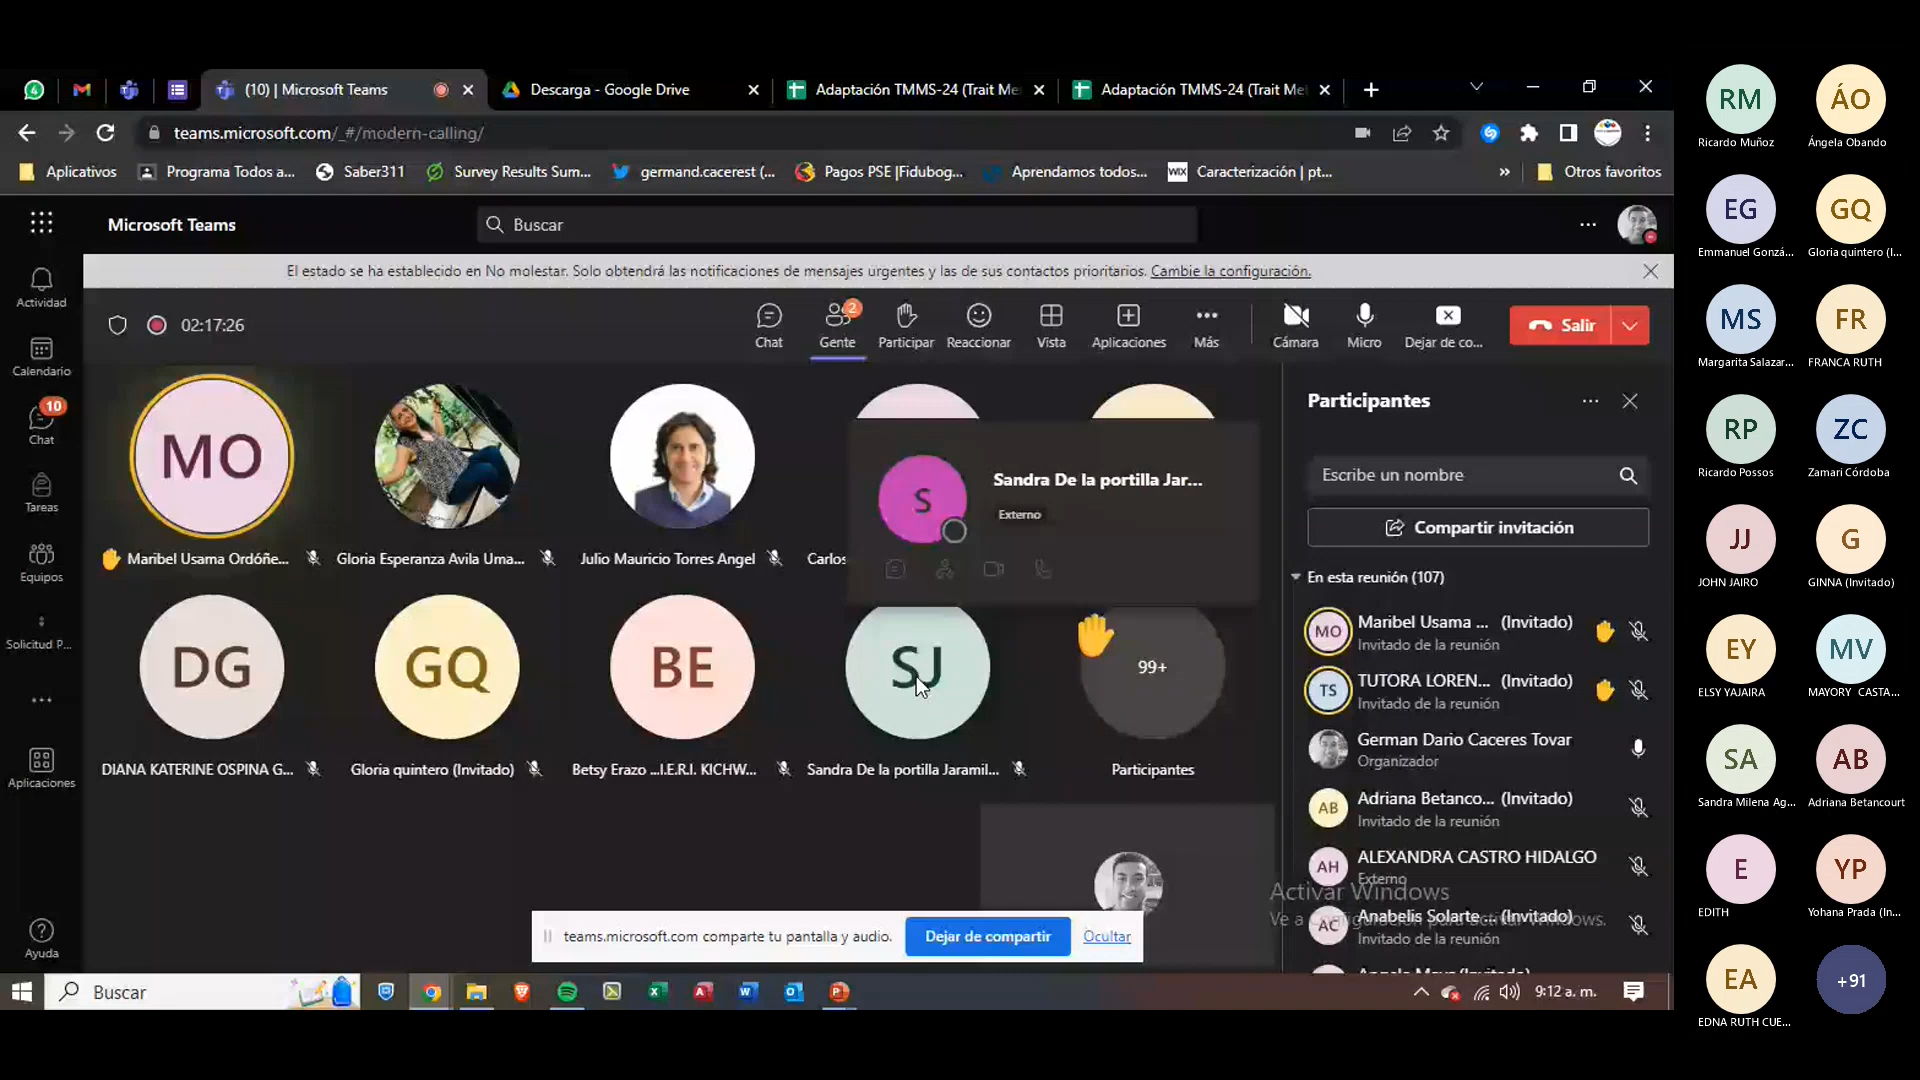 (10) | Microsoft Teams
Descarga - Google Drive
Adaptación TMMS-24 (Trait Me
Adaptación TMMS-24 (Trait Me
teams.microsoft.com/_#/modern-calling/
Aplicativos
Programa Todos a...
Saber311
Survey Results Sum...
germand.cacerest (...
Pagos PSE |Fidubog...
Aprendamos todos...
WIX
Caracterización | pt...
»
Otros favoritos
Microsoft Teams
Buscar
El estado se ha establecido en No molestar. Solo obtendrá las notificaciones de mensajes urgentes y las de sus contactos prioritarios. Cambie la configuración.
Actividad
Calendario
10
Chat
Tareas
Equipos
Solicitud P...
Aplicaciones
Ayuda
02:17:26
Chat
2
Gente
Participar
Reaccionar
Vista
Aplicaciones
Más
Cámara
Micro
Dejar de co...
Salir
MO
Maribel Usama Ordóñe...
Gloria Esperanza Avila Uma...
Julio Mauricio Torres Angel
Carlos
S
Sandra De la portilla Jar...
Externo
DG
GQ
BE
SJ
99+
DIANA KATERINE OSPINA G...
Gloria quintero (Invitado)
Betsy Erazo ...I.E.R.I. KICHW...
Sandra De la portilla Jaramil...
Participantes
Participantes
Escribe un nombre
Compartir invitación
En esta reunión (107)
MO
Maribel Usama ... (Invitado)
Invitado de la reunión
TS
TUTORA LOREN... (Invitado)
Invitado de la reunión
German Dario Caceres Tovar
Organizador
AB
Adriana Betanco... (Invitado)
Invitado de la reunión
AH
ALEXANDRA CASTRO HIDALGO
Externo
AC
Anabelis Solarte ... (Invitado)
Invitado de la reunión
Activar Windows
Ve a Configuración para activar Windows.
teams.microsoft.com comparte tu pantalla y audio.
Dejar de compartir
Ocultar
Buscar
9:12 a. m.
RM
Ricardo Muñoz
ÁO
Ángela Obando
EG
Emmanuel Gonzá...
GQ
Gloria quintero (I...
MS
Margarita Salazar...
FR
FRANCA RUTH
RP
Ricardo Possos
ZC
Zamari Córdoba
JJ
JOHN JAIRO
G
GINNA (Invitado)
EY
ELSY YAJAIRA
MV
MAYORY CASTA...
SA
Sandra Milena Ag...
AB
Adriana Betancourt
E
EDITH
YP
Yohana Prada (In...
EA
EDNA RUTH CUE...
+91